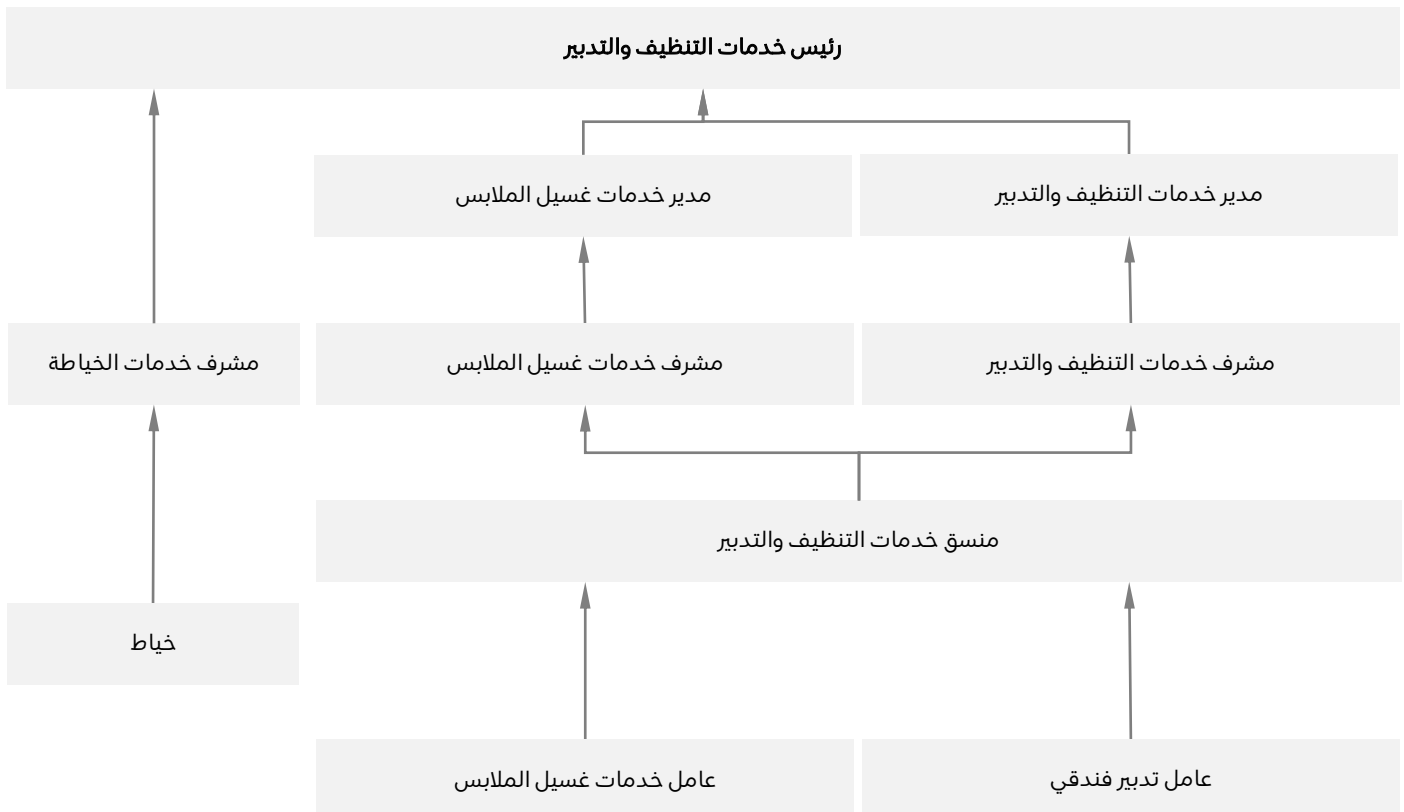 رئيس خدمات التنظيف والتدبير
مدير خدمات التنظيف والتدبير
مدير خدمات غسيل الملابس
مشرف خدمات التنظيف والتدبير
مشرف خدمات غسيل الملابس
مشرف خدمات الخياطة
منسق خدمات التنظيف والتدبير
خياط
عامل تدبير فندقي
عامل خدمات غسيل الملابس